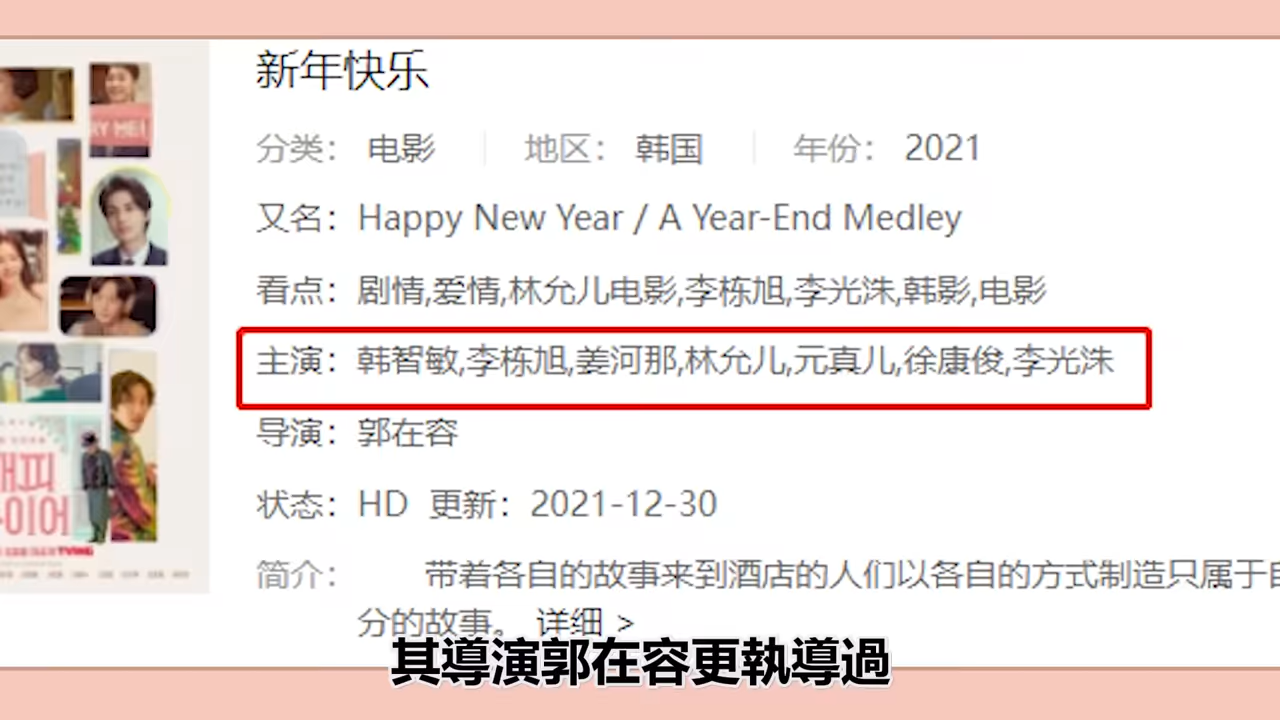 新年快乐
分类： 电影 地区： 韩国 年份： 2021
又名：Happy New Year / A Year-End Medley
看点：剧情,爱情,林允儿电影,李栋旭,李光洙,韩影,电影
主演：韩智敏,李栋旭,姜河那,林允儿,元真儿,徐康俊,李光洙
导演：郭在容
状态：HD 更新：2021-12-30
简介： 带着各自的故事来到酒店的人们以各自的方式制造只属于
分的故事。 详细 >
其導演郭在容更執導過
RY ME!
이어
TVING